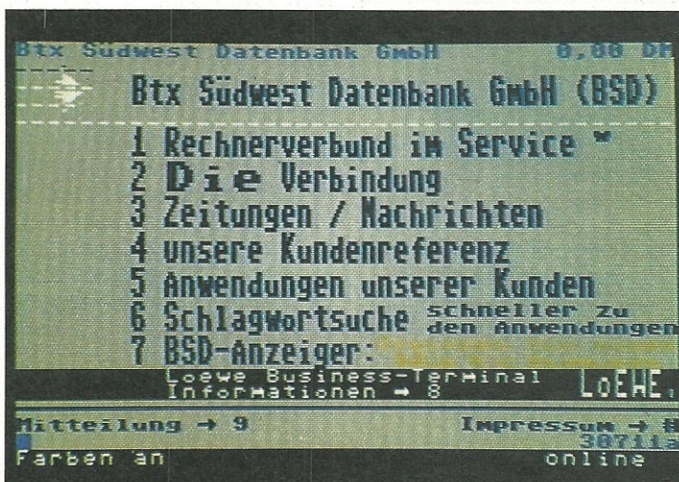 Btx Südwest Datenbank GmbH 0,00 DM
Btx Südwest Datenbank GmbH (BSD)
1 Rechnerverbund im Service
2 Die Verbindung
3 Zeitungen / Nachrichten
4 unsere Kundenreferenz
5 Anwendungen unserer Kunden
6 Schlagwortsuche schneller zu
den Anwendungen
7 BSD-Anzeiger:
Loewe Business-Terminal
Informationen → 8 LOEWE.
Mitteilung → 9 Impressum → #
30711a
Farben an online